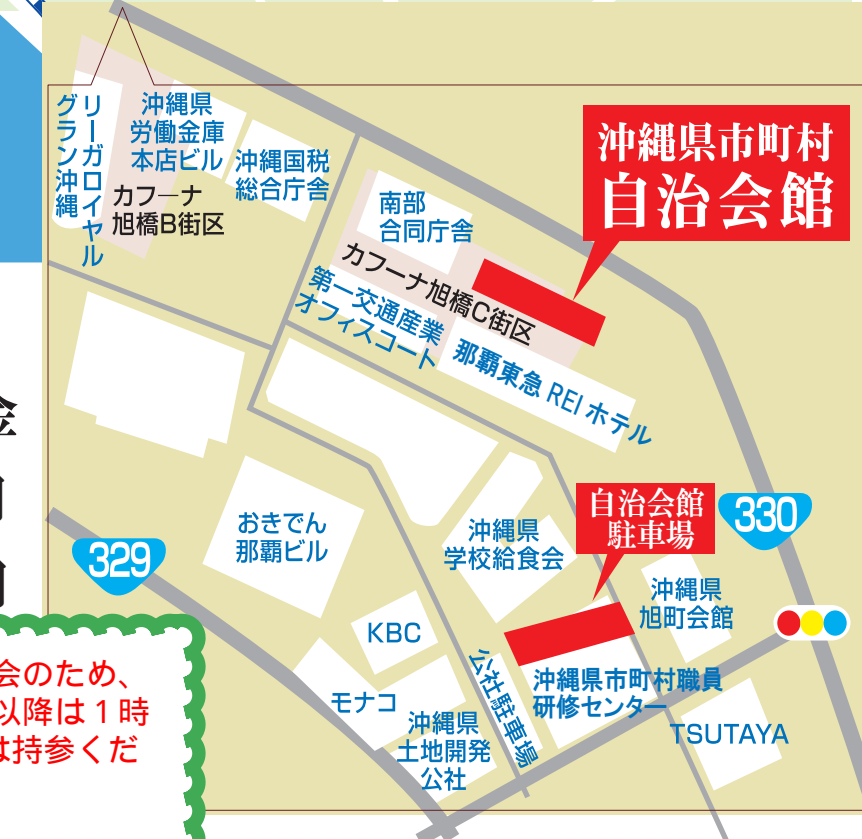 リーガロイヤル
グラン沖縄
沖縄県
労働金庫
本店ビル
カフーナ
旭橋B街区
沖縄国税
総合庁舎
南部
合同庁舎
カフーナ旭橋C街区
第一交通産業
オフィスコート
那覇東急 REI ホテル
沖縄県市町村
自治会館
金
329
おきでん
那覇ビル
沖縄県
学校給食会
自治会館
駐車場
330
沖縄県
旭町会館
KBC
モナコ
沖縄県
土地開発
公社
公社駐車場
沖縄県市町村職員
研修センター
TSUTAYA
会のため、
以降は1時
は持参くだ